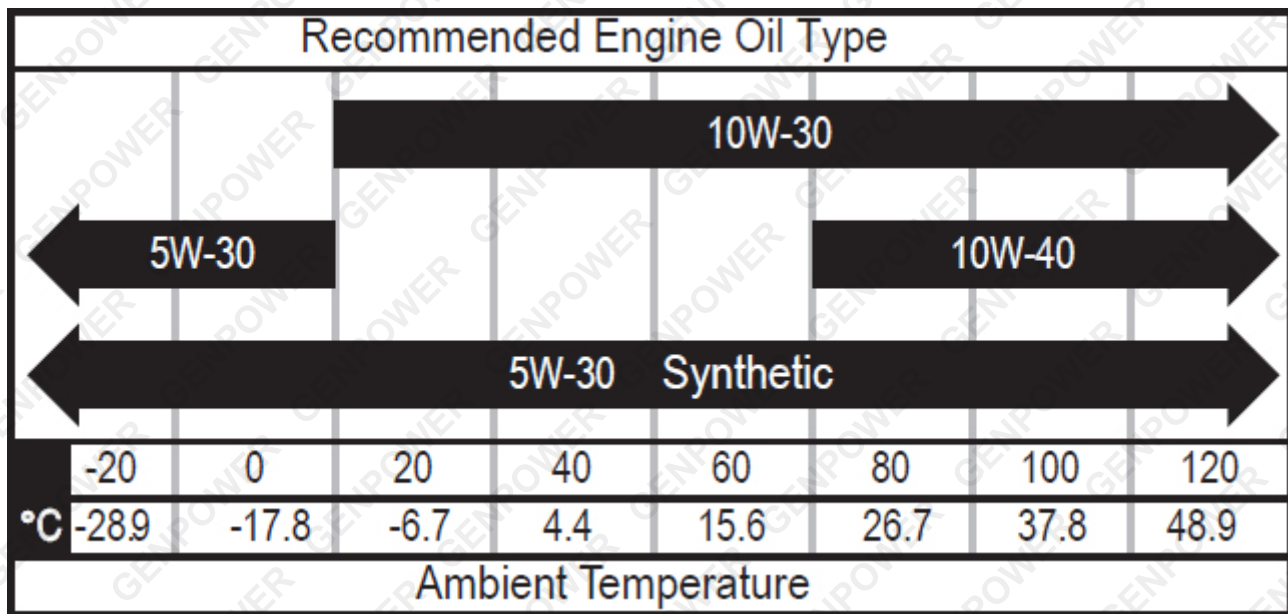 Recommended Engine Oil Type
10W-30
5W-30 10W-40
5W-30 Synthetic
-20 0 20 40 60 80 100 120
°C -28.9 -17.8 -6.7 4.4 15.6 26.7 37.8 48.9
Ambient Temperature
GENPOWER